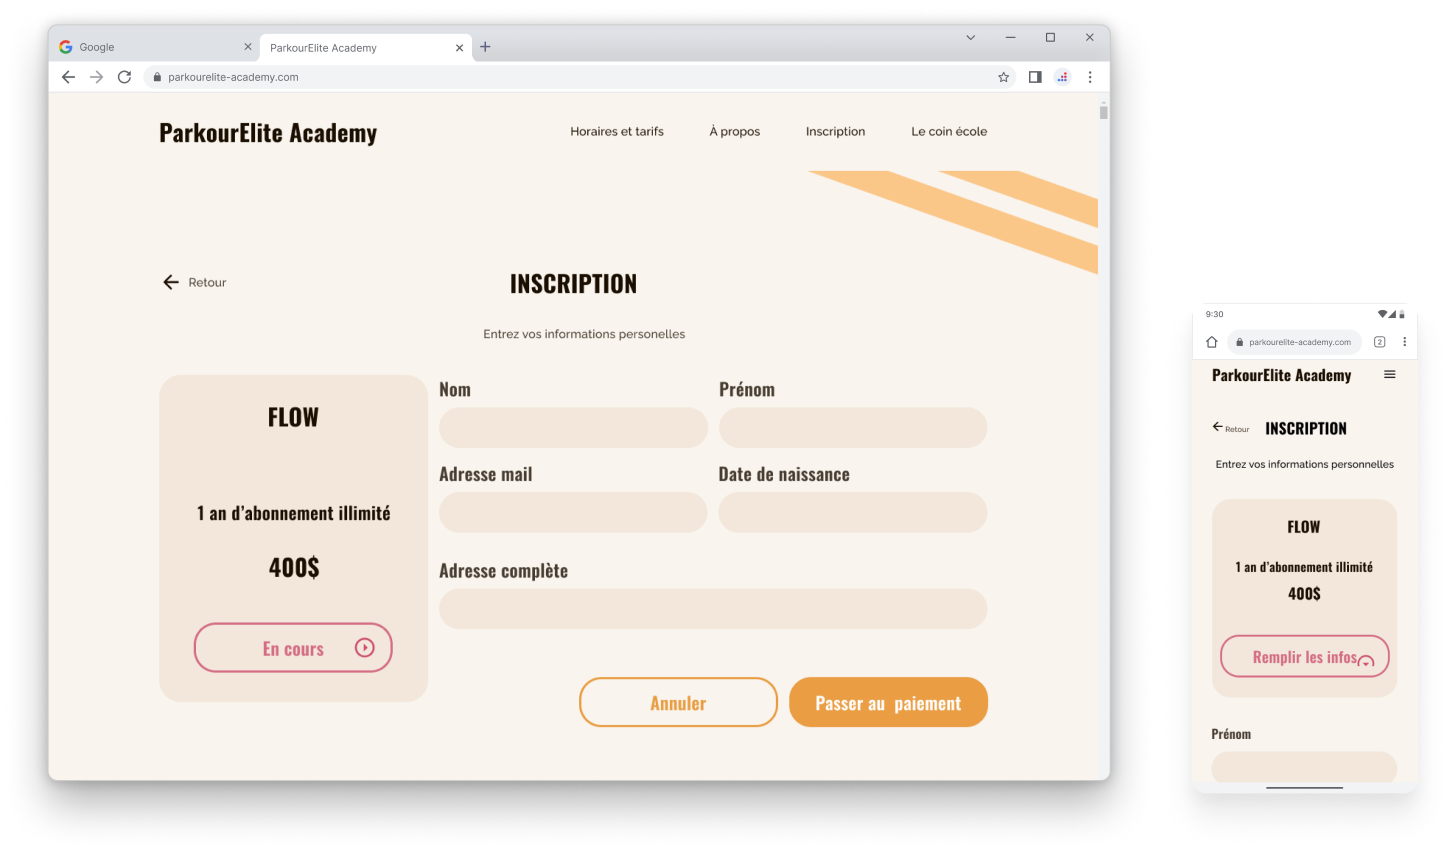 Google
ParkourElite Academy
parkourelite-academy.com
ParkourElite Academy
Horaires et tarifs
À propos
Inscription
Le coin école
Retour
INSCRIPTION
Entrez vos informations personelles
FLOW
1 an d’abonnement illimité
400$
En cours
Nom
Prénom
Adresse mail
Date de naissance
Adresse complète
Annuler
Passer au paiement
9:30
parkourelite-academy.com
2
ParkourElite Academy
Retour
INSCRIPTION
Entrez vos informations personnelles
FLOW
1 an d’abonnement illimité
400$
Remplir les infos
Prénom